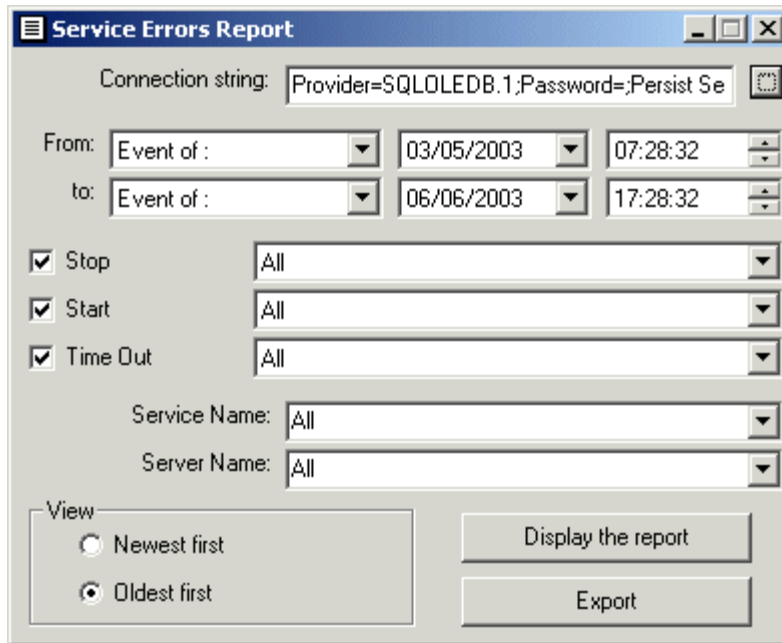 Service Errors Report
Connection string: Provider=SQLOLEDB.1;Password=;Persist Se
From: Event of : 03/05/2003 07:28:32
to: Event of : 06/06/2003 17:28:32
Stop All
Start All
Time Out All
Service Name: All
Server Name: All
View
Newest first
Oldest first
Display the report
Export